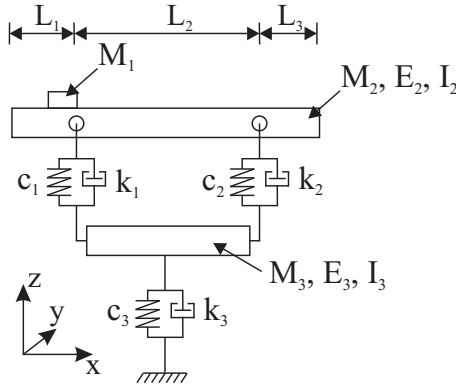 L₁ L₂ L₃
M₁
M₂, E₂, I₂
c₁ k₁ c₂ k₂
M₃, E₃, I₃
c₃ k₃
z
y
x